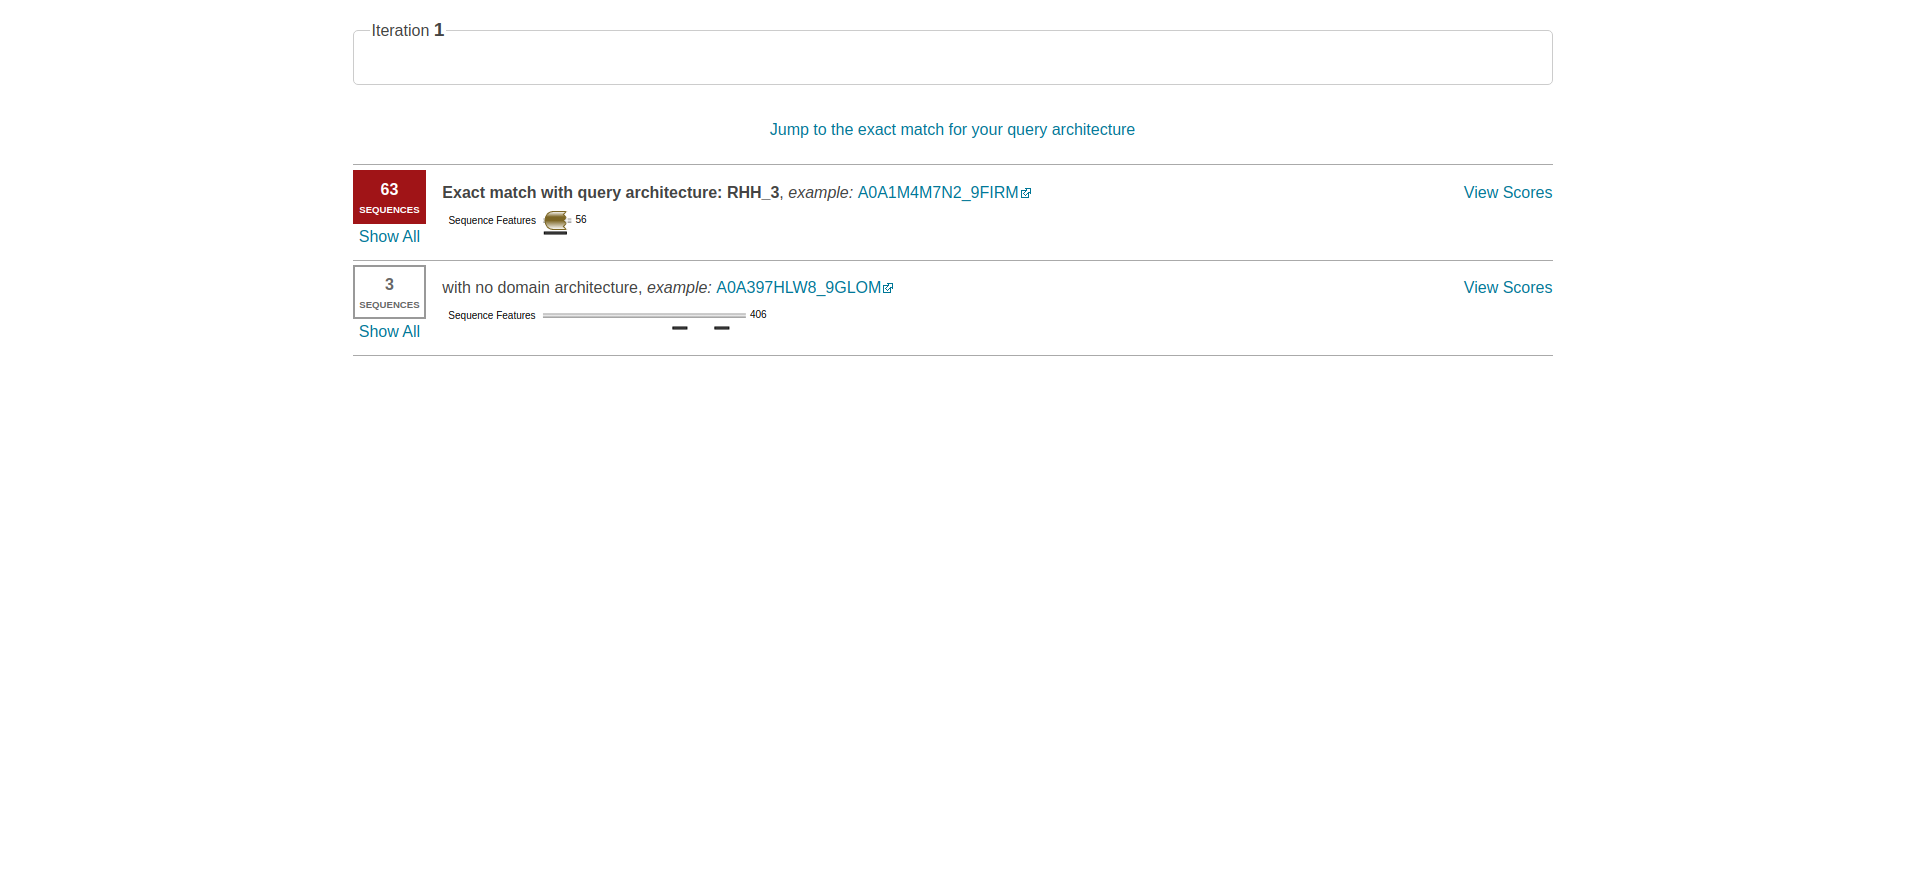 Iteration 1
Jump to the exact match for your query architecture
63
SEQUENCES
Show All
Exact match with query architecture: RHH_3, example: A0A1M4M7N2_9FIRM
View Scores
Sequence Features
56
3
SEQUENCES
Show All
with no domain architecture, example: A0A397HLW8_9GLOM
View Scores
Sequence Features
406